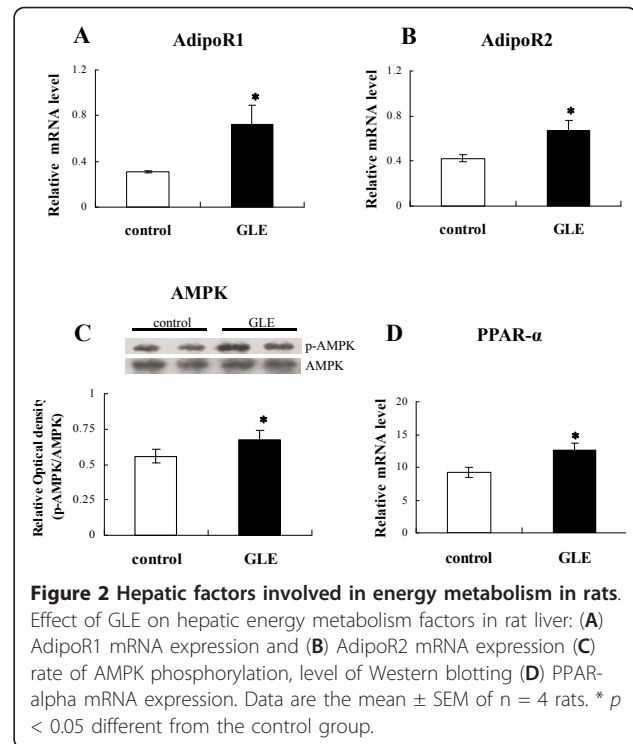 A
AdipoR1
Relative mRNA level
1.2
0.8
0.4
0
*
control
GLE
B
AdipoR2
Relative mRNA level
1.2
0.8
0.4
0
*
control
GLE
AMPK
C
control
GLE
p-AMPK
AMPK
Relative Optical density
(p-AMPK/AMPK)
1
0.75
0.5
0.25
0
*
control
GLE
D
PPAR-α
Relative mRNA level
20
15
10
5
0
*
control
GLE
Figure 2 Hepatic factors involved in energy metabolism in rats.
Effect of GLE on hepatic energy metabolism factors in rat liver: (A)
AdipoR1 mRNA expression and (B) AdipoR2 mRNA expression (C)
rate of AMPK phosphorylation, level of Western blotting (D) PPAR-
alpha mRNA expression. Data are the mean ± SEM of n = 4 rats. * p
< 0.05 different from the control group.